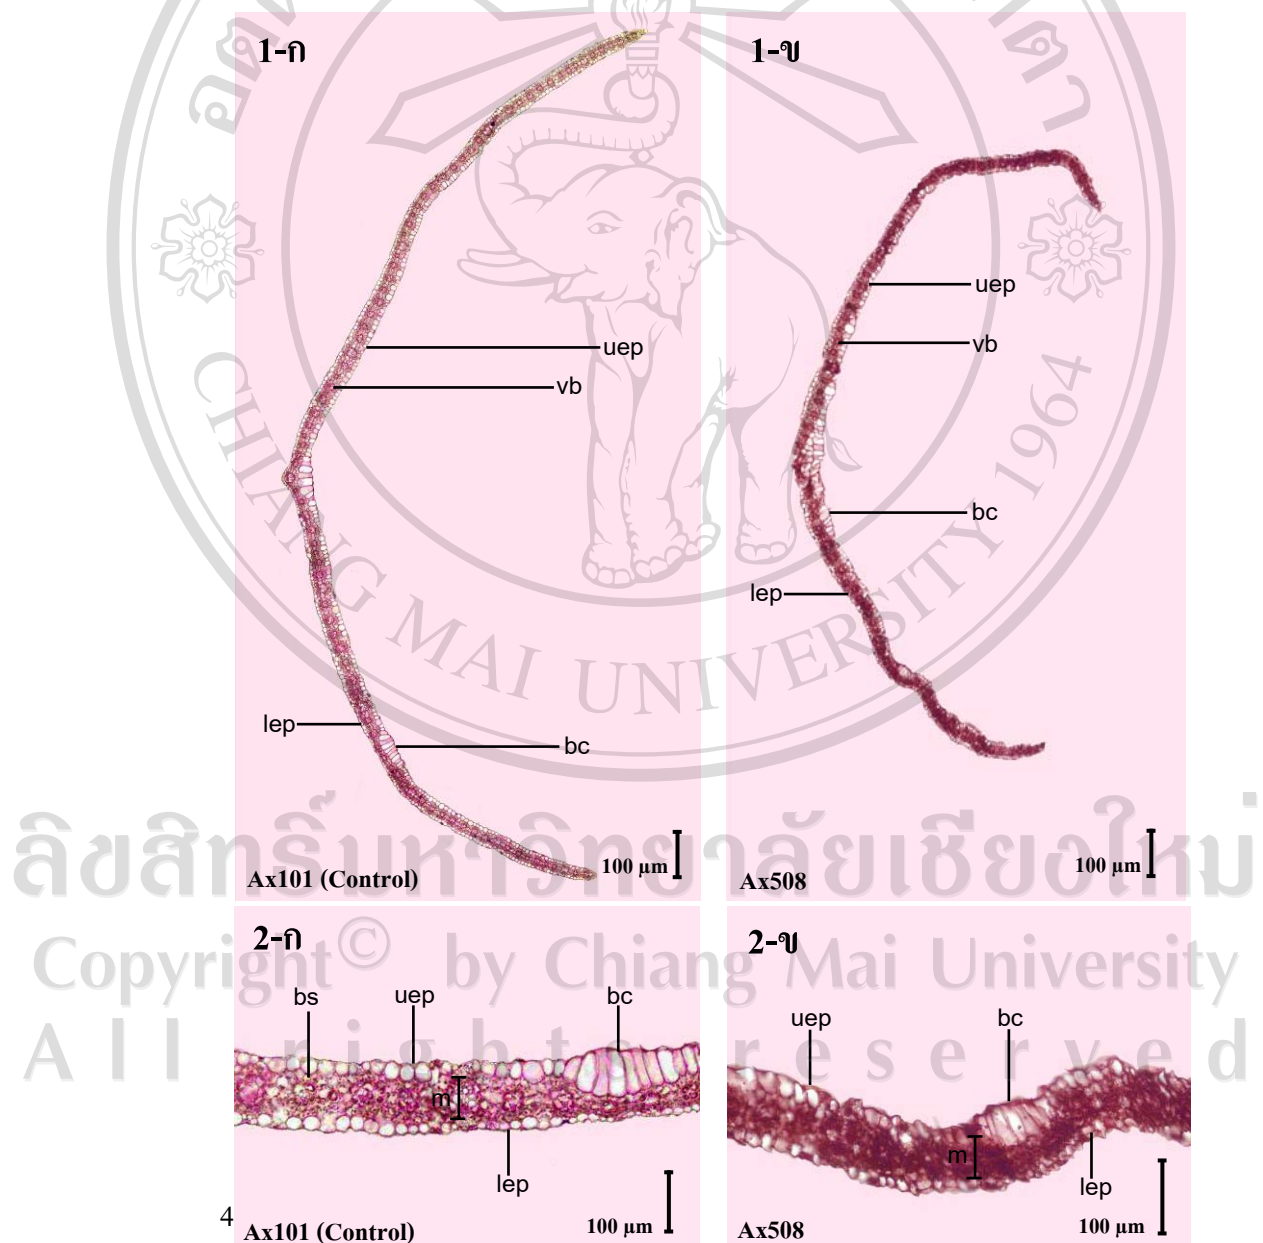 1-ก
uep
vb
lep
bc
Ax101 (Control)
100 µm
1-ข
uep
vb
bc
lep
Ax508
100 µm
ลิขสิทธิ์มหาวิทยาลัยเชียงใหม่
Copyright© by Chiang Mai University
All rights reserved
CHIANG MAI UNIVERSITY 1964
2-ก
bs
uep
bc
m
lep
Ax101 (Control)
100 µm
2-ข
uep
bc
m
lep
Ax508
100 µm
4